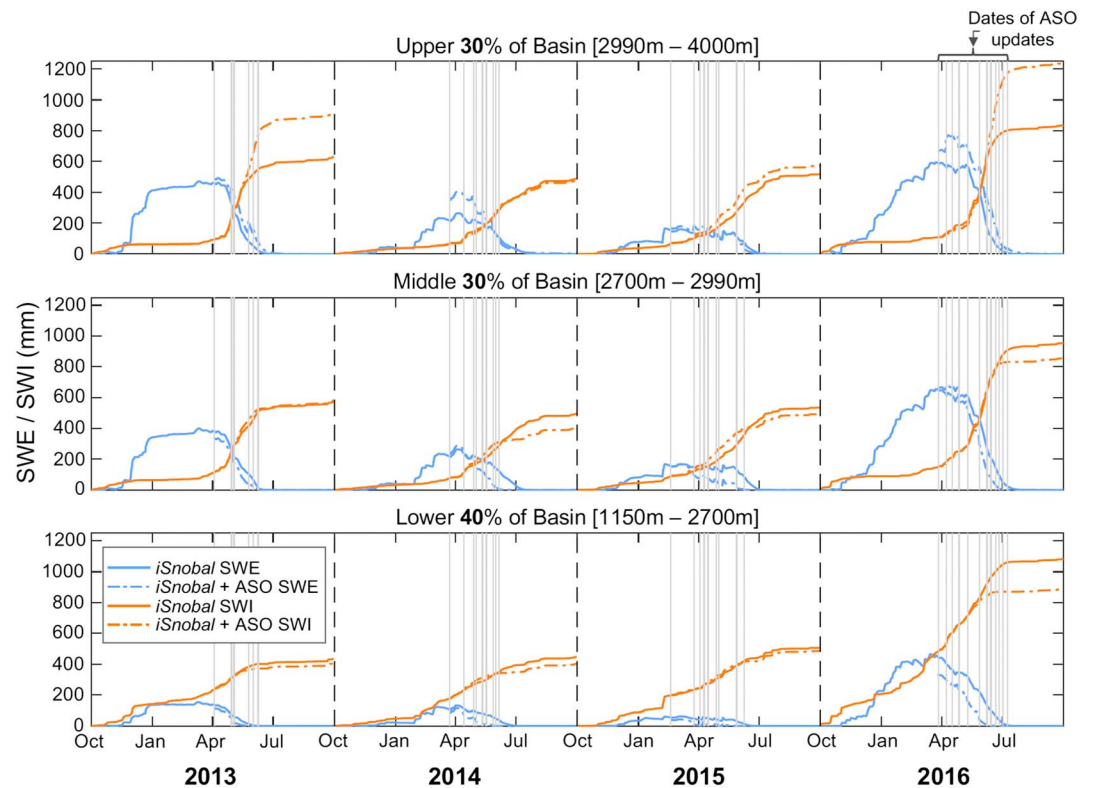 Dates of ASO
updates
Upper 30% of Basin [2990m – 4000m]
1200
1000
800
600
400
200
0
Middle 30% of Basin [2700m – 2990m]
SWE / SWI (mm)
1200
1000
800
600
400
200
0
Lower 40% of Basin [1150m – 2700m]
1200
1000
800
600
400
200
0
iSnobal SWE
iSnobal + ASO SWE
iSnobal SWI
iSnobal + ASO SWI
Oct Jan Apr Jul Oct Jan Apr Jul Oct Jan Apr Jul Oct Jan Apr Jul
2013 2014 2015 2016